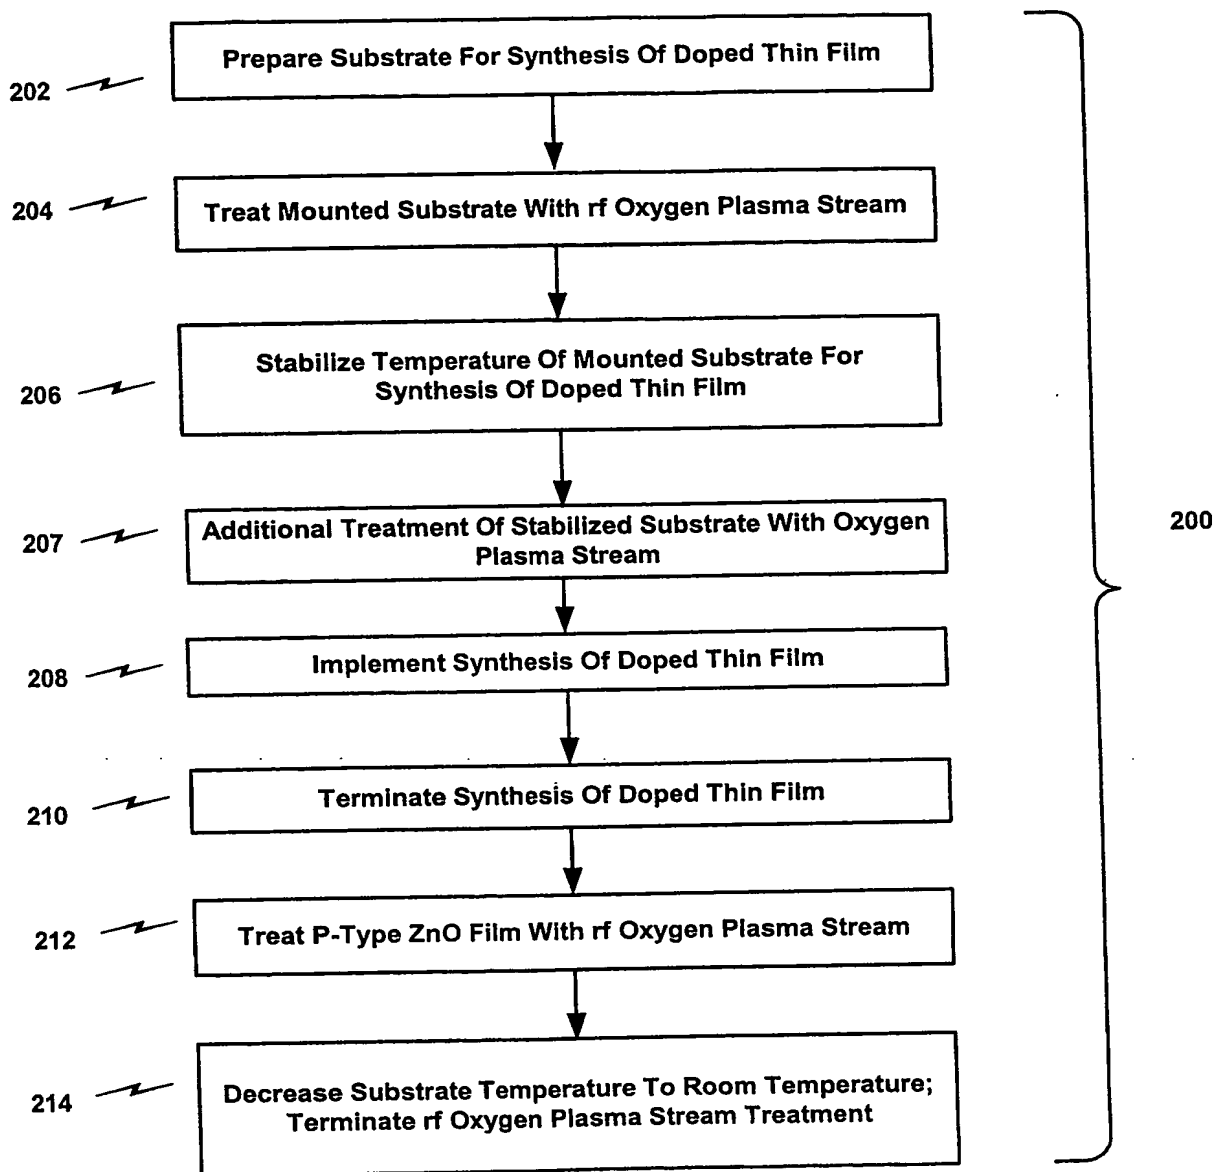 Prepare Substrate For Synthesis Of Doped Thin Film
202
204
Treat Mounted Substrate With rf Oxygen Plasma Stream
Stabilize Temperature Of Mounted Substrate For
Synthesis Of Doped Thin Film
206
207
Additional Treatment Of Stabilized Substrate With Oxygen
Plasma Stream
200
208
Implement Synthesis Of Doped Thin Film
210
Terminate Synthesis Of Doped Thin Film
212
Treat P-Type ZnO Film With rf Oxygen Plasma Stream
214
Decrease Substrate Temperature To Room Temperature;
Terminate rf Oxygen Plasma Stream Treatment